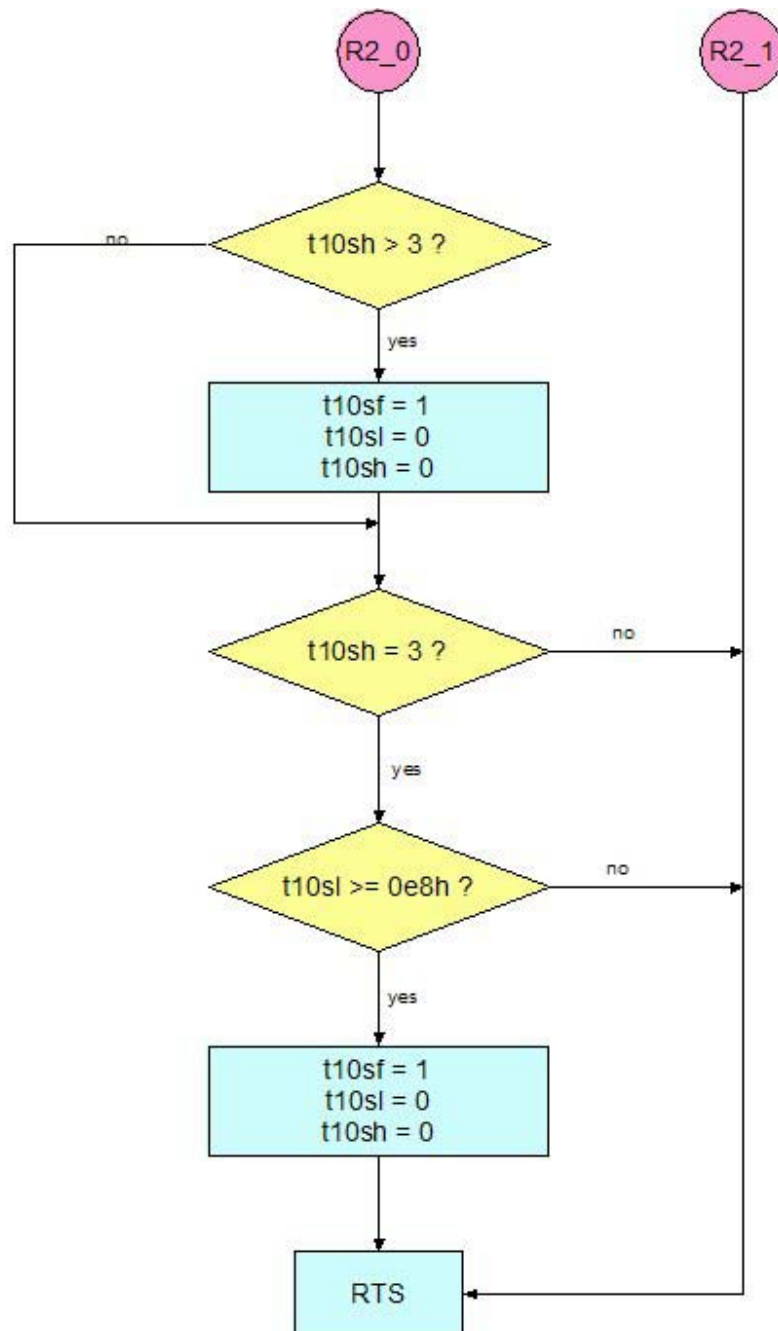 R2_0
R2_1
t10sh > 3 ?
no
yes
t10sf = 1
t10sl = 0
t10sh = 0
t10sh = 3 ?
no
yes
t10sl >= 0e8h ?
no
yes
t10sf = 1
t10sl = 0
t10sh = 0
RTS